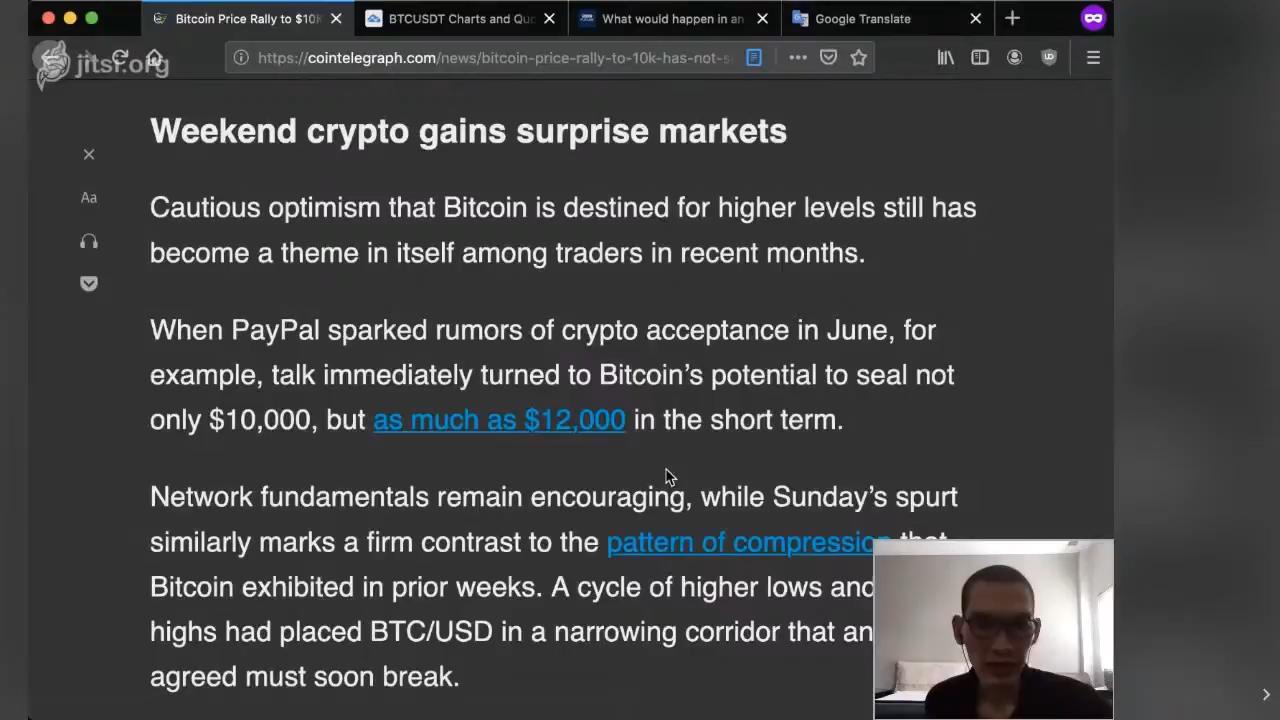 Bitcoin Price Rally to $10K
BTCUSDT Charts and Quo
What would happen in an
Google Translate
jitsi.org
https://cointelegraph.com/news/bitcoin-price-rally-to-10k-has-not-s
Weekend crypto gains surprise markets
Aa
Cautious optimism that Bitcoin is destined for higher levels still has
become a theme in itself among traders in recent months.
When PayPal sparked rumors of crypto acceptance in June, for
example, talk immediately turned to Bitcoin’s potential to seal not
only $10,000, but as much as $12,000 in the short term.
Network fundamentals remain encouraging, while Sunday’s spurt
similarly marks a firm contrast to the pattern of compression that
Bitcoin exhibited in prior weeks. A cycle of higher lows and
highs had placed BTC/USD in a narrowing corridor that an
agreed must soon break.